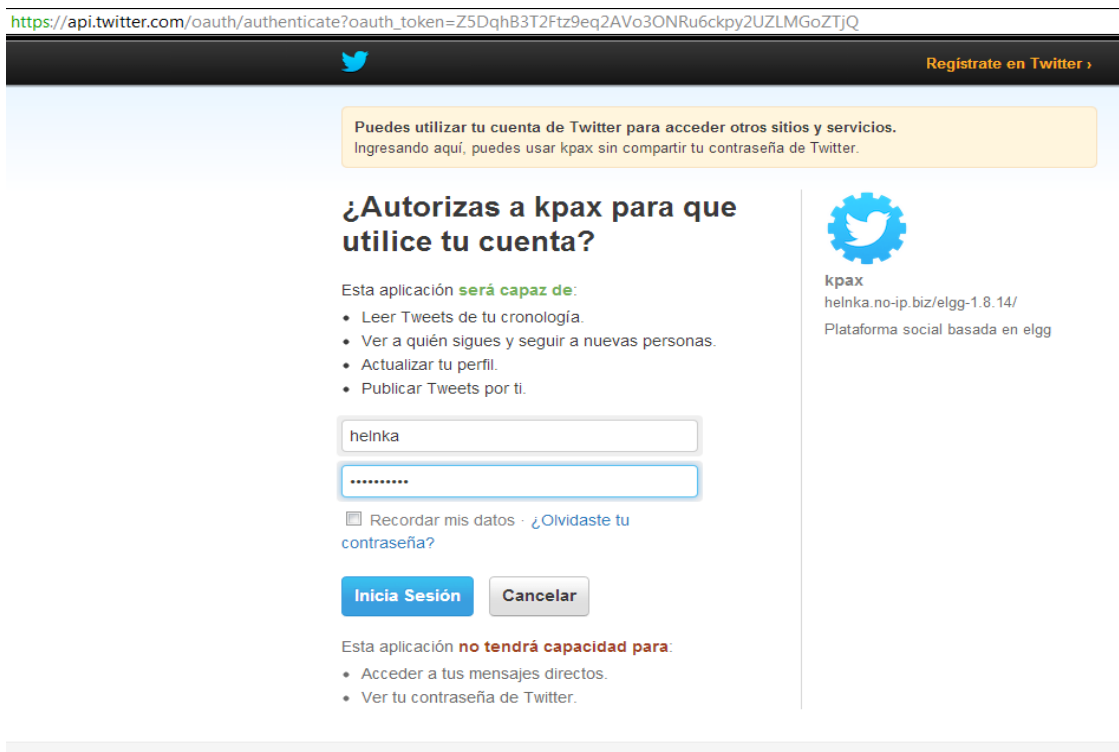 https://api.twitter.com/oauth/authenticate?oauth_token=Z5DqhB3T2Ftz9eq2AVo3ONRu6ckpy2UZLMGoZTjQ
Regístrate en Twitter ›
Puedes utilizar tu cuenta de Twitter para acceder otros sitios y servicios.
Ingresando aquí, puedes usar kpax sin compartir tu contraseña de Twitter.
¿Autorizas a kpax para que
utilice tu cuenta?
Esta aplicación será capaz de:
• Leer Tweets de tu cronología.
• Ver a quién sigues y seguir a nuevas personas.
• Actualizar tu perfil.
• Publicar Tweets por ti.
helnka
••••••••••
Recordar mis datos · ¿Olvidaste tu
contraseña?
Inicia Sesión
Cancelar
Esta aplicación no tendrá capacidad para:
• Acceder a tus mensajes directos.
• Ver tu contraseña de Twitter.
kpax
helnka.no-ip.biz/elgg-1.8.14/
Plataforma social basada en elgg